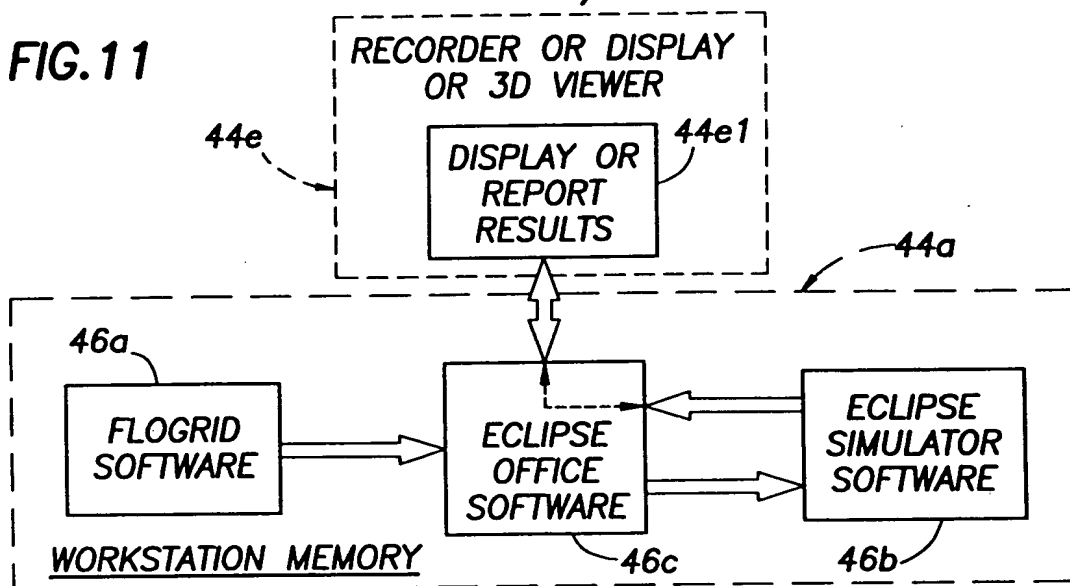 FIG.11
RECORDER OR DISPLAY
OR 3D VIEWER
44e
44e1
DISPLAY OR
REPORT
RESULTS
44a
46a
FLOGRID
SOFTWARE
ECLIPSE
OFFICE
SOFTWARE
ECLIPSE
SIMULATOR
SOFTWARE
WORKSTATION MEMORY
46c
46b